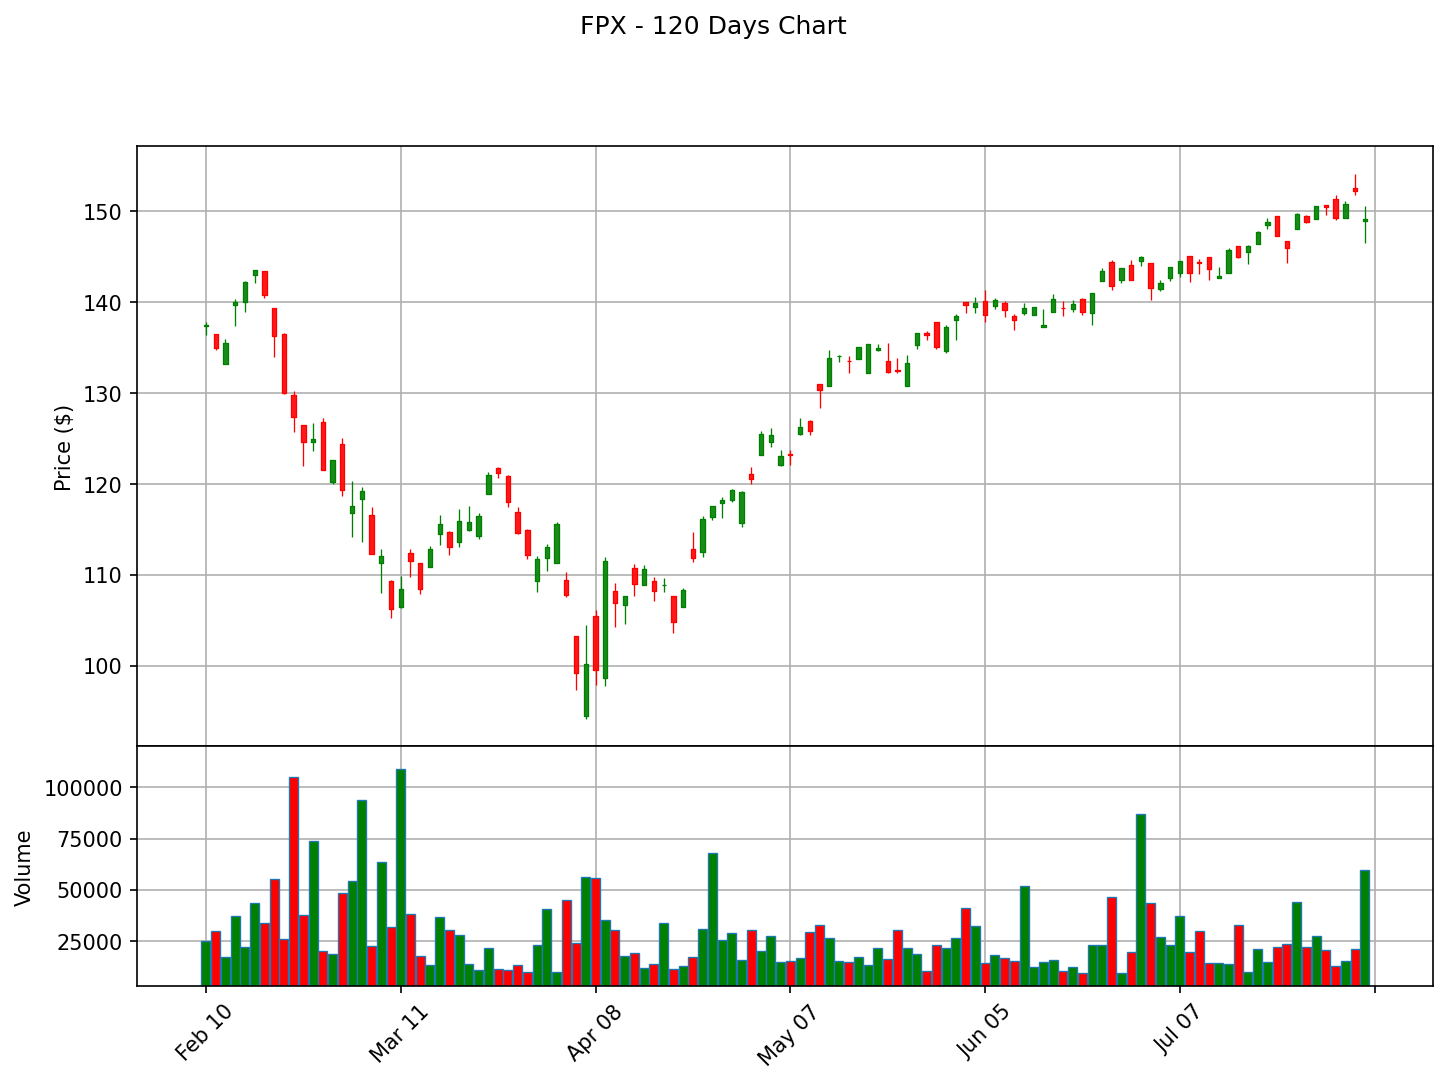 FPX - 120 Days Chart
Price ($)
150
140
130
120
110
100
Volume
100000
75000
50000
25000
Feb 10
Mar 11
Apr 08
May 07
Jun 05
Jul 07